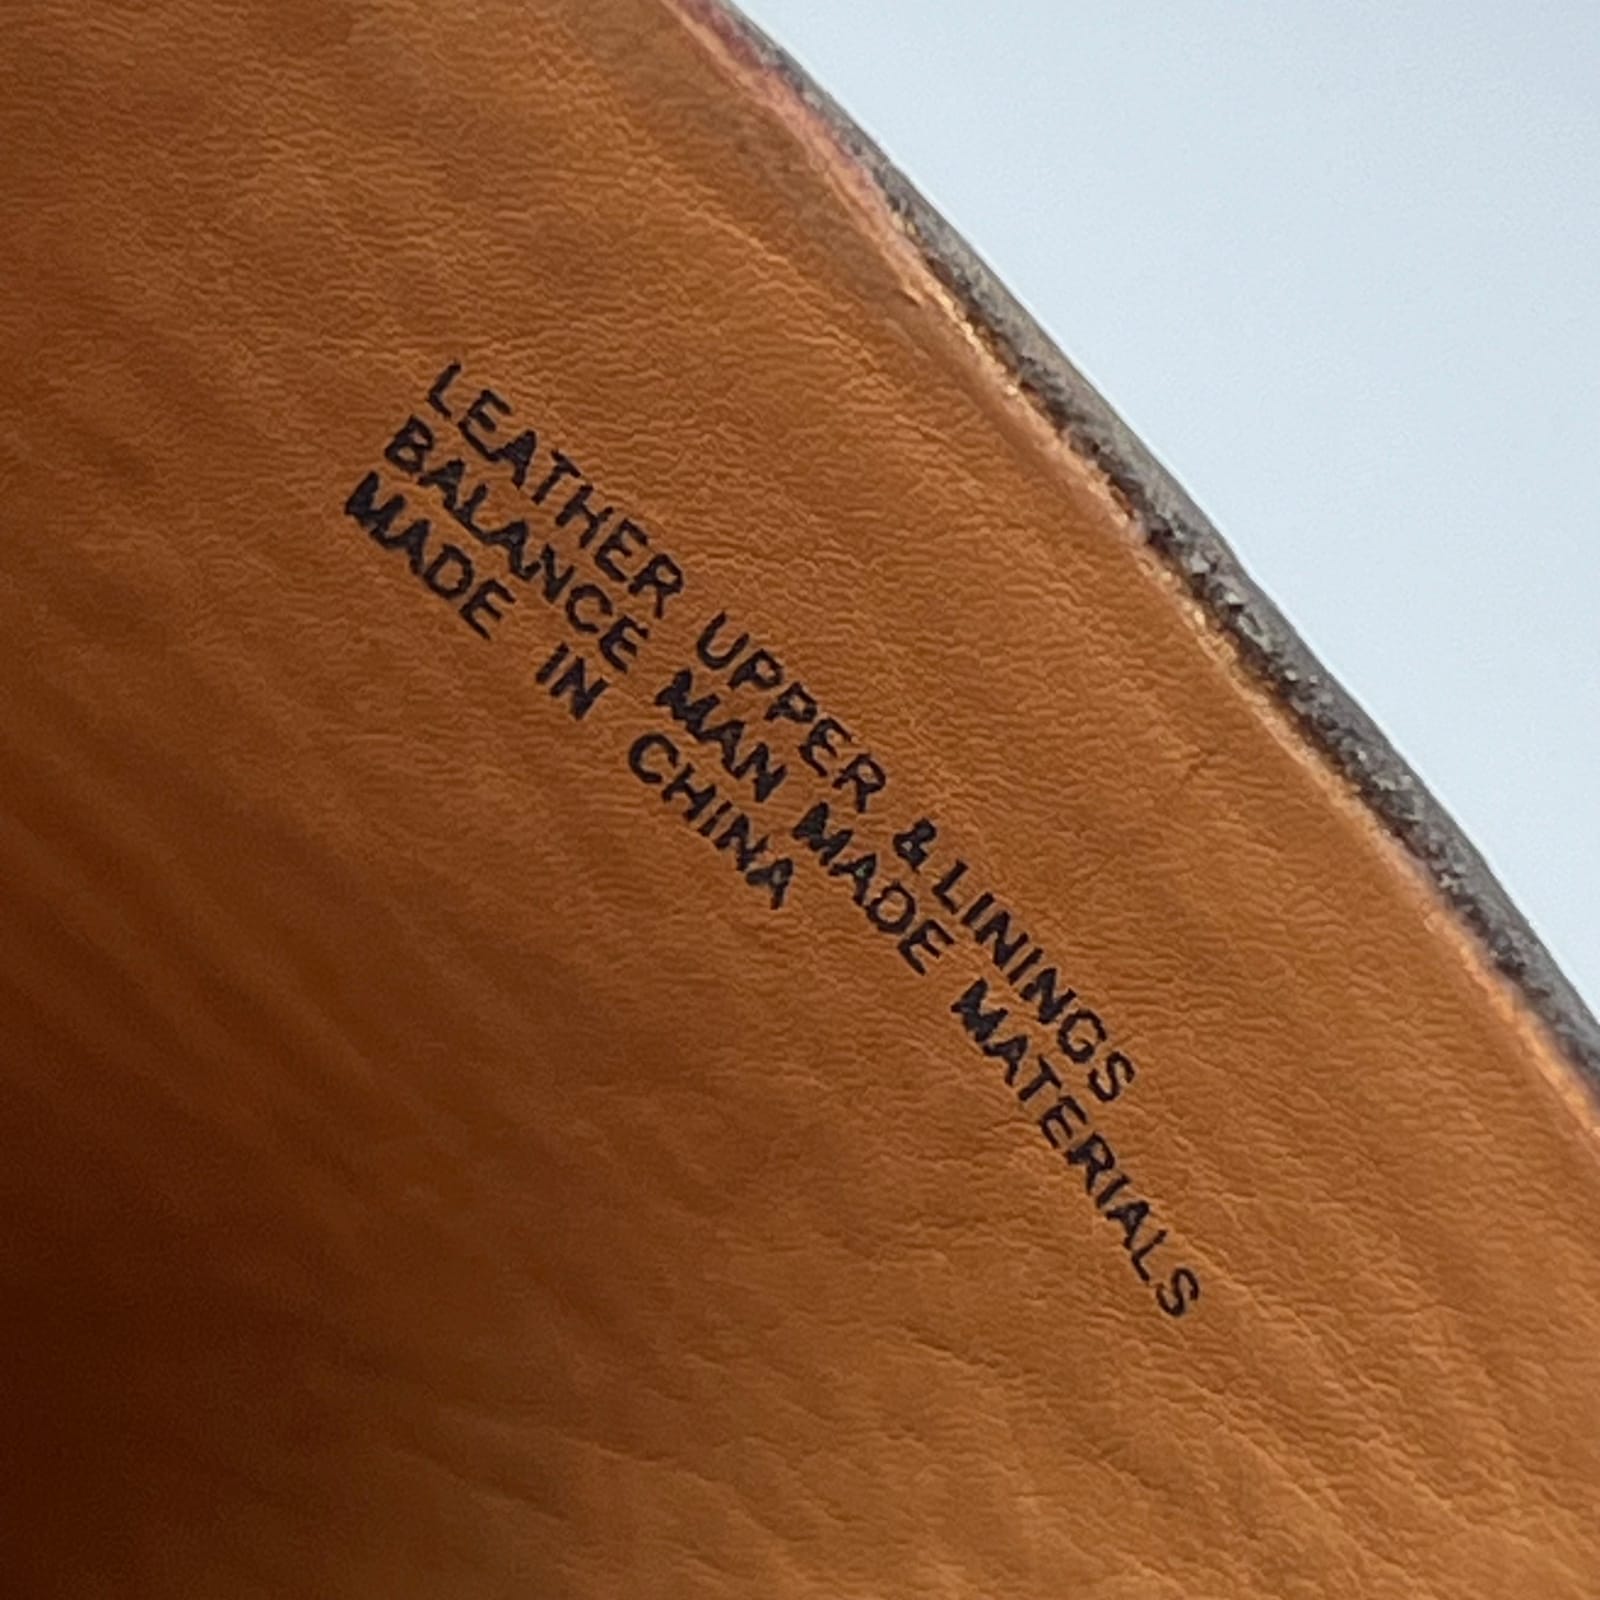 LEATHER UPPER & LININGS
BALANCE MAN MADE MATERIALS
MADE IN CHINA